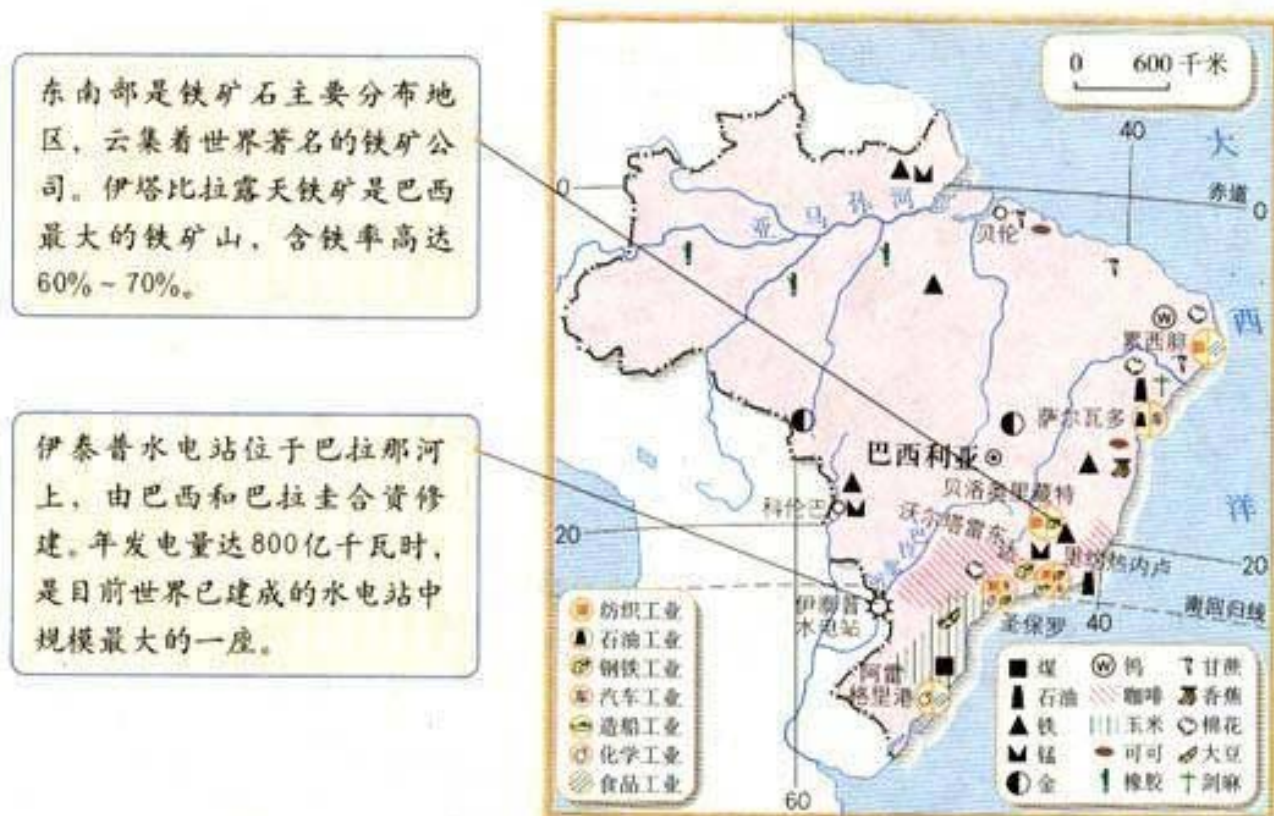 东南部是铁矿石主要分布地
区，云集着世界著名的铁矿公
司。伊塔比拉露天铁矿是巴西
最大的铁矿山，含铁率高达
60%～70%。
伊泰普水电站位于巴拉那河
上，由巴西和巴拉圭合资修
建。年发电量达800亿千瓦时，
是目前世界已建成的水电站中
规模最大的一座。
0 600千米
40
大
西
洋
0
赤道
0
亚马孙河
贝伦
累西腓
萨尔瓦多
巴西利亚
贝洛奥里藏特
科伦巴
沃尔塔雷东达
里约热内卢
20
20
南回归线
伊泰普
水电站
圣保罗
40
阿雷
格里港
60
纺织工业
石油工业
钢铁工业
汽车工业
造船工业
化学工业
食品工业
煤
石油
铁
锰
金
W 钨
咖啡
玉米
可可
橡胶
甘蔗
香蕉
棉花
大豆
剑麻
W